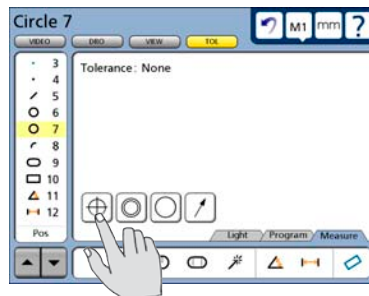 Circle 7
M1 mm ?
VIDEO DRO VIEW TOL
3
4
5
6
7
8
9
10
11
12
Pos
Tolerance: None
Light Program Measure